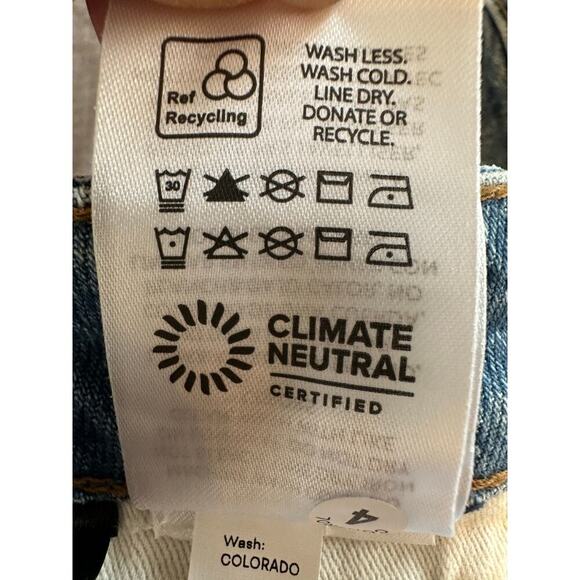 Ref
Recycling
WASH LESS.
WASH COLD.
LINE DRY.
DONATE OR
RECYCLE.
30
CLIMATE
NEUTRAL
CERTIFIED
4
Wash:
COLORADO